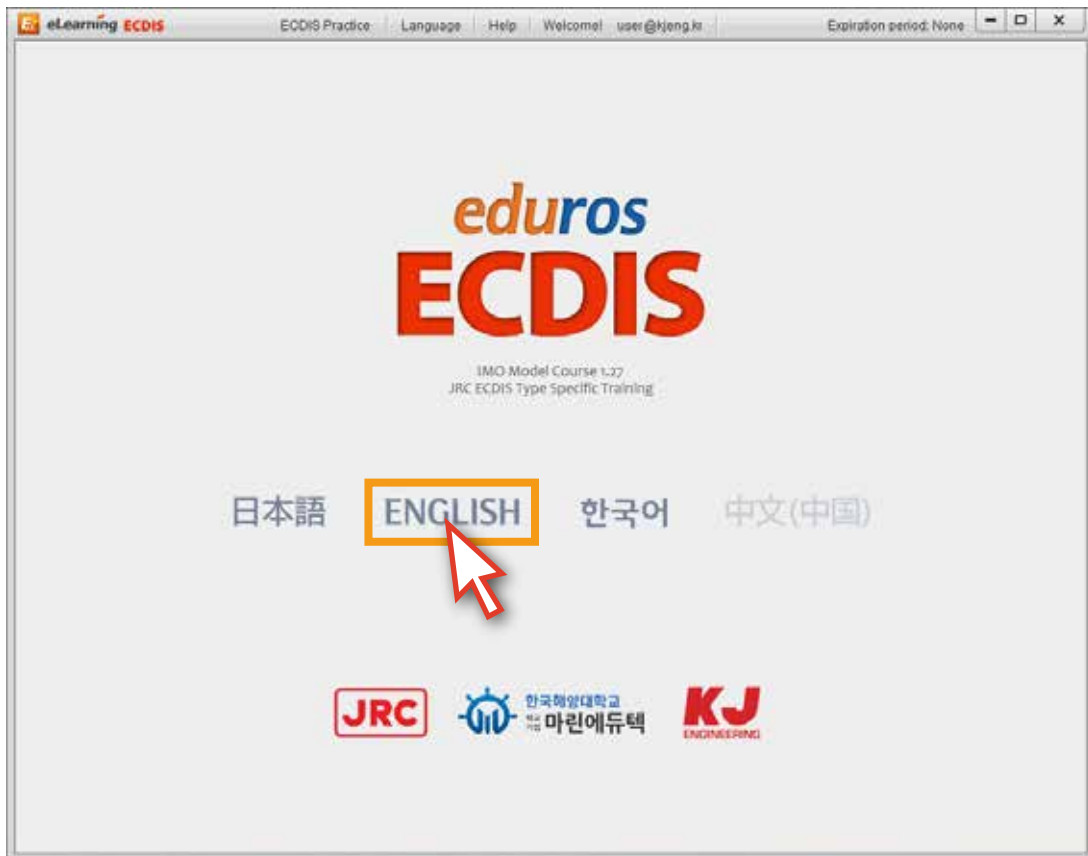 eLearning ECDIS ECDIS Practice Language Help Welcome! user@kjeng.kr Expiration period: None
eduros
ECDIS
IMO Model Course 1.27
JRC ECDIS Type Specific Training
日本語 ENGLISH 한국어 中文(中国)
JRC
한국해양대학교
마린에듀텍
KJ
ENGINEERING